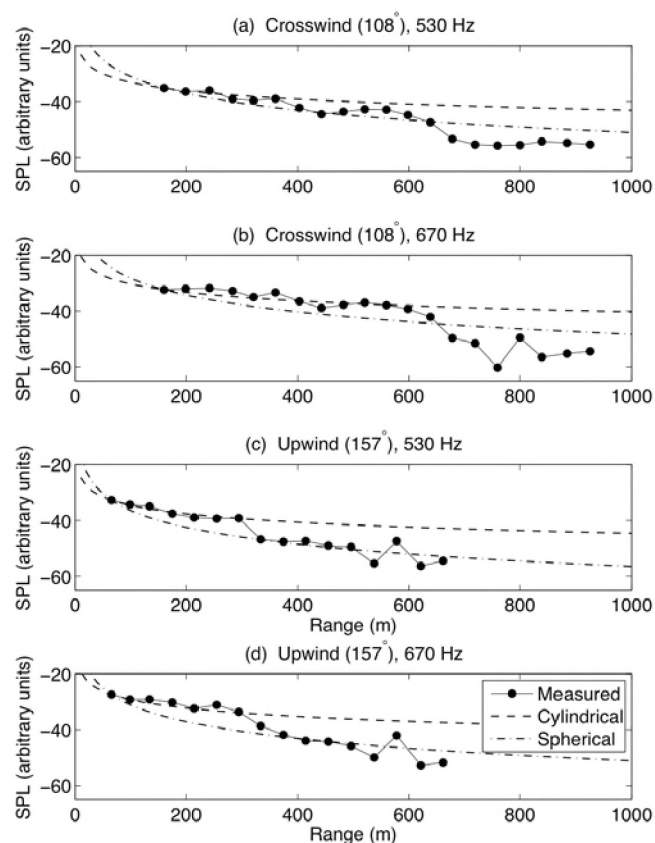 (a) Crosswind (108°), 530 Hz
SPL (arbitrary units)
−20
−40
−60
0 200 400 600 800 1000
(b) Crosswind (108°), 670 Hz
SPL (arbitrary units)
−20
−40
−60
0 200 400 600 800 1000
(c) Upwind (157°), 530 Hz
SPL (arbitrary units)
−20
−40
−60
0 200 400 600 800 1000
Range (m)
(d) Upwind (157°), 670 Hz
SPL (arbitrary units)
−20
−40
−60
Measured
Cylindrical
Spherical
0 200 400 600 800 1000
Range (m)